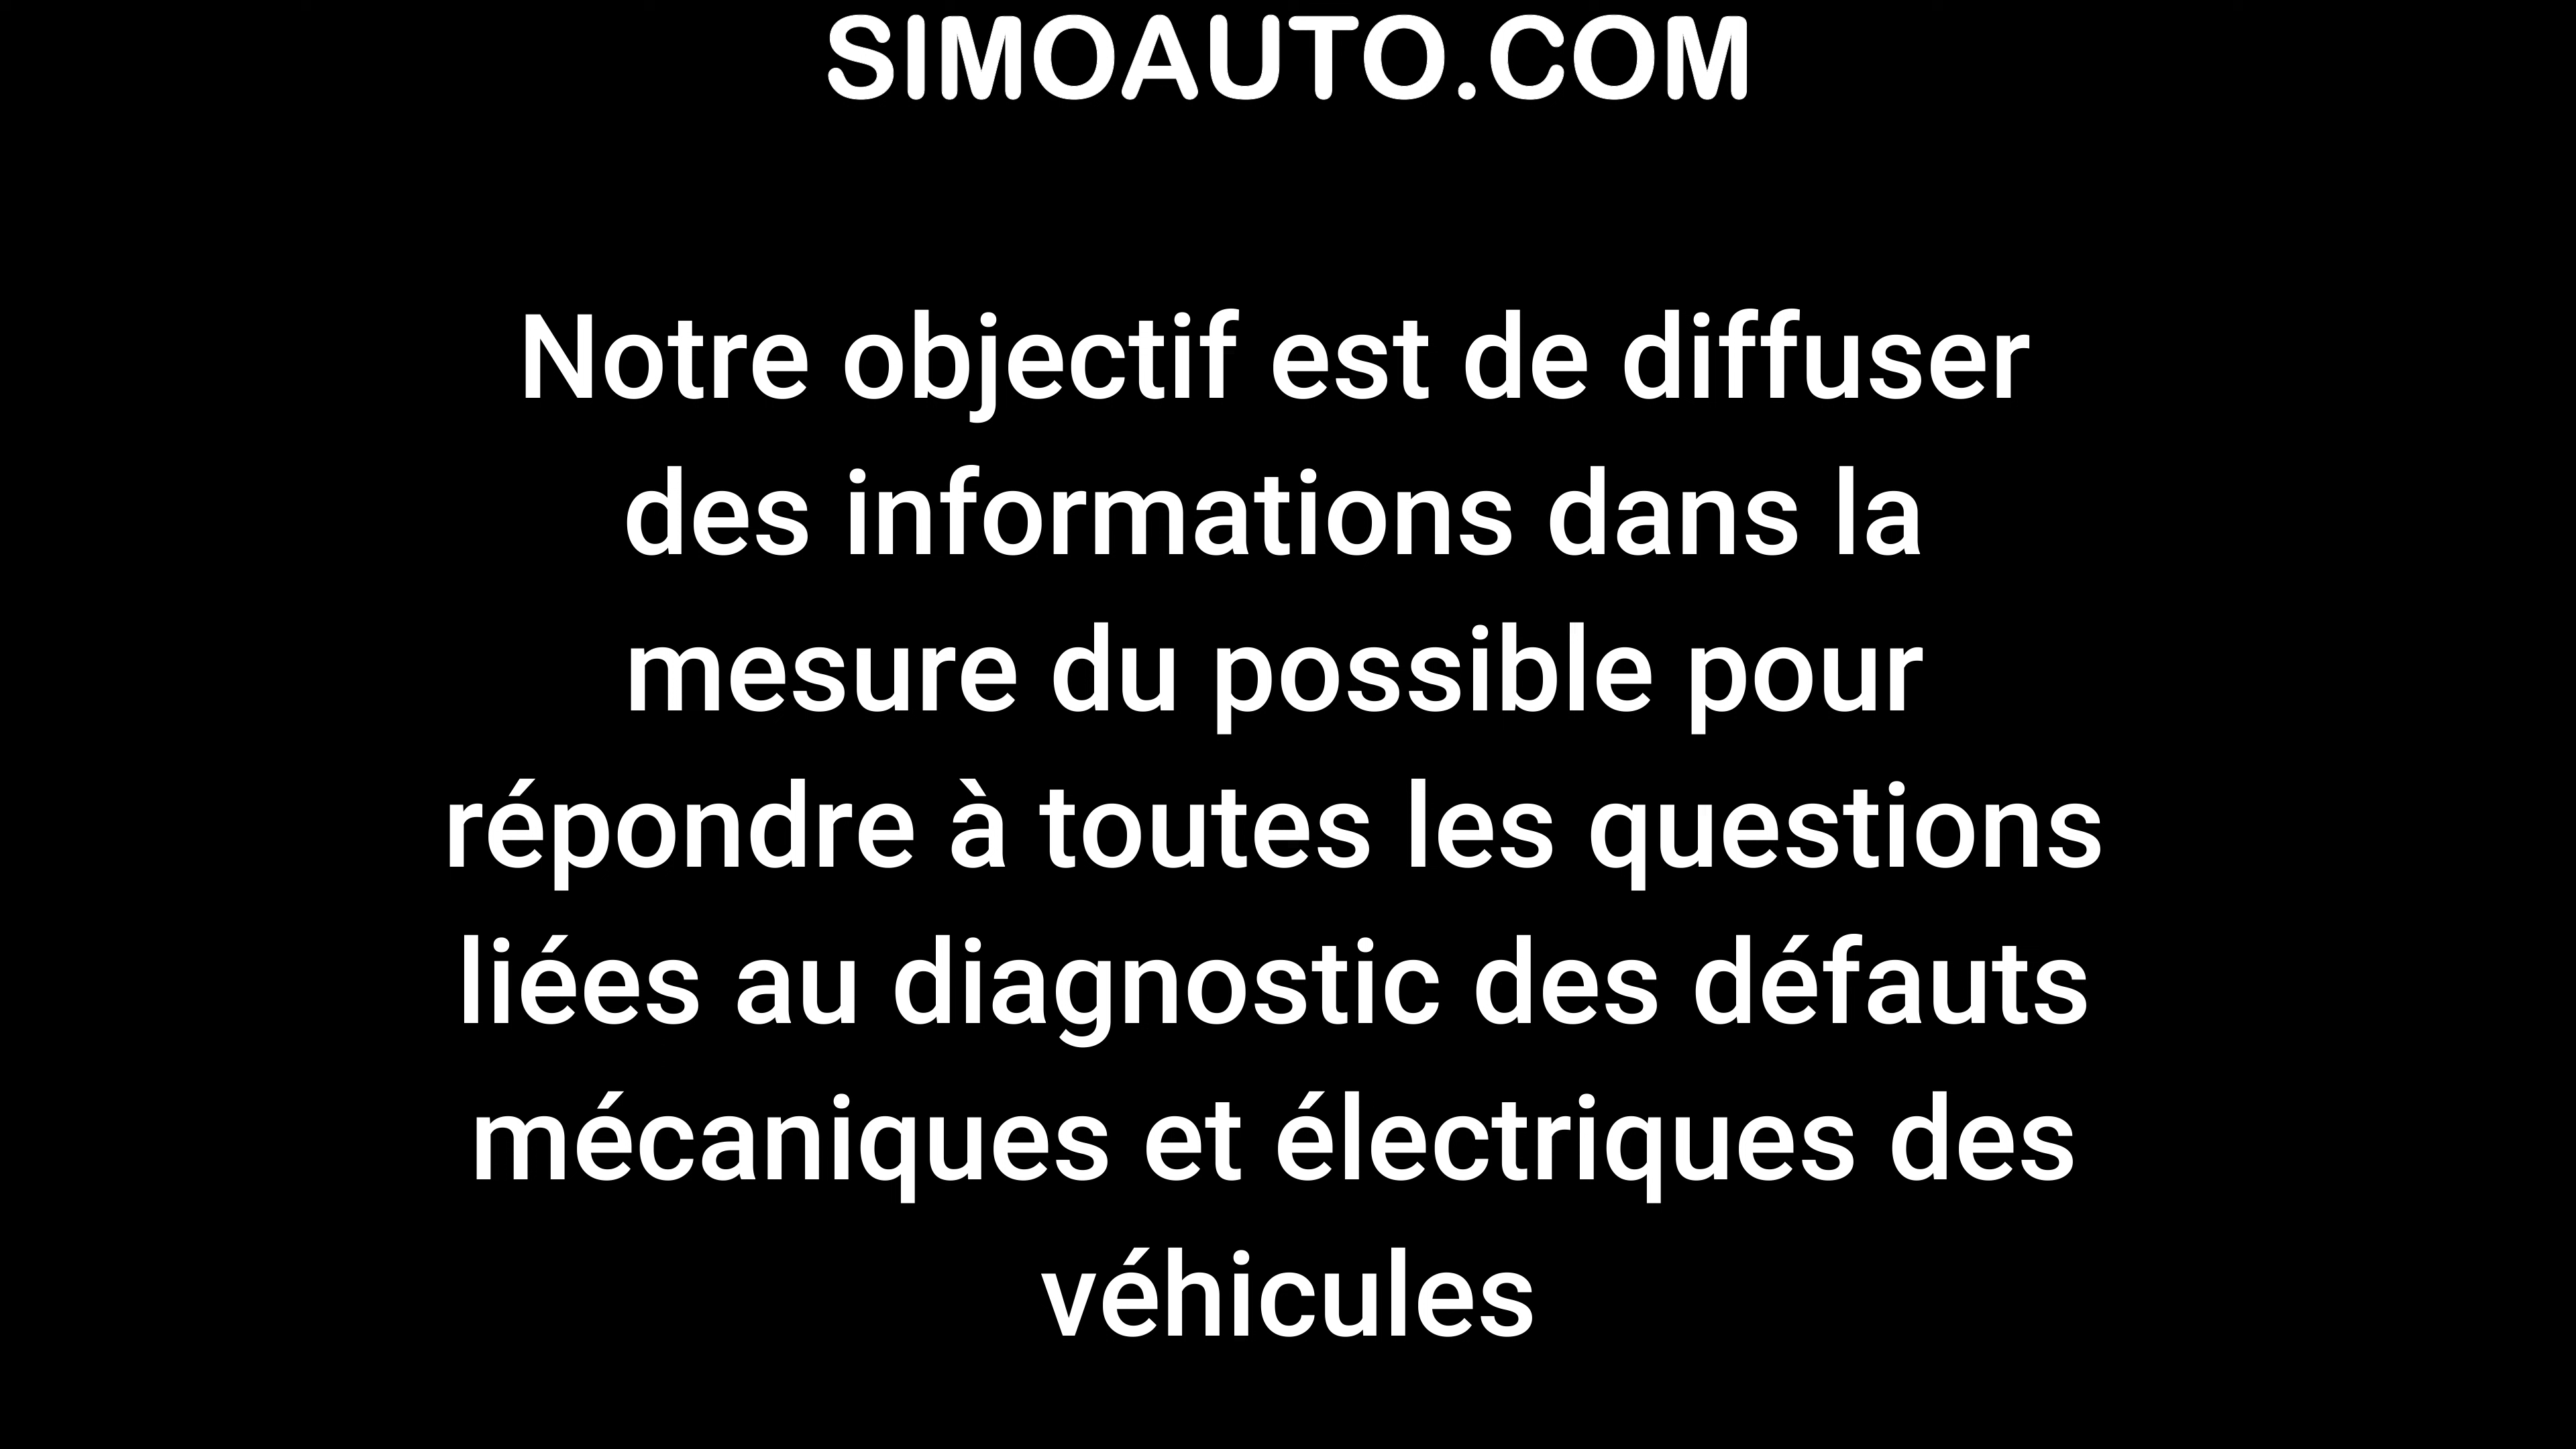 SIMOAUTO.COM
Notre objectif est de diffuser
des informations dans la
mesure du possible pour
répondre à toutes les questions
liées au diagnostic des défauts
mécaniques et électriques des
véhicules